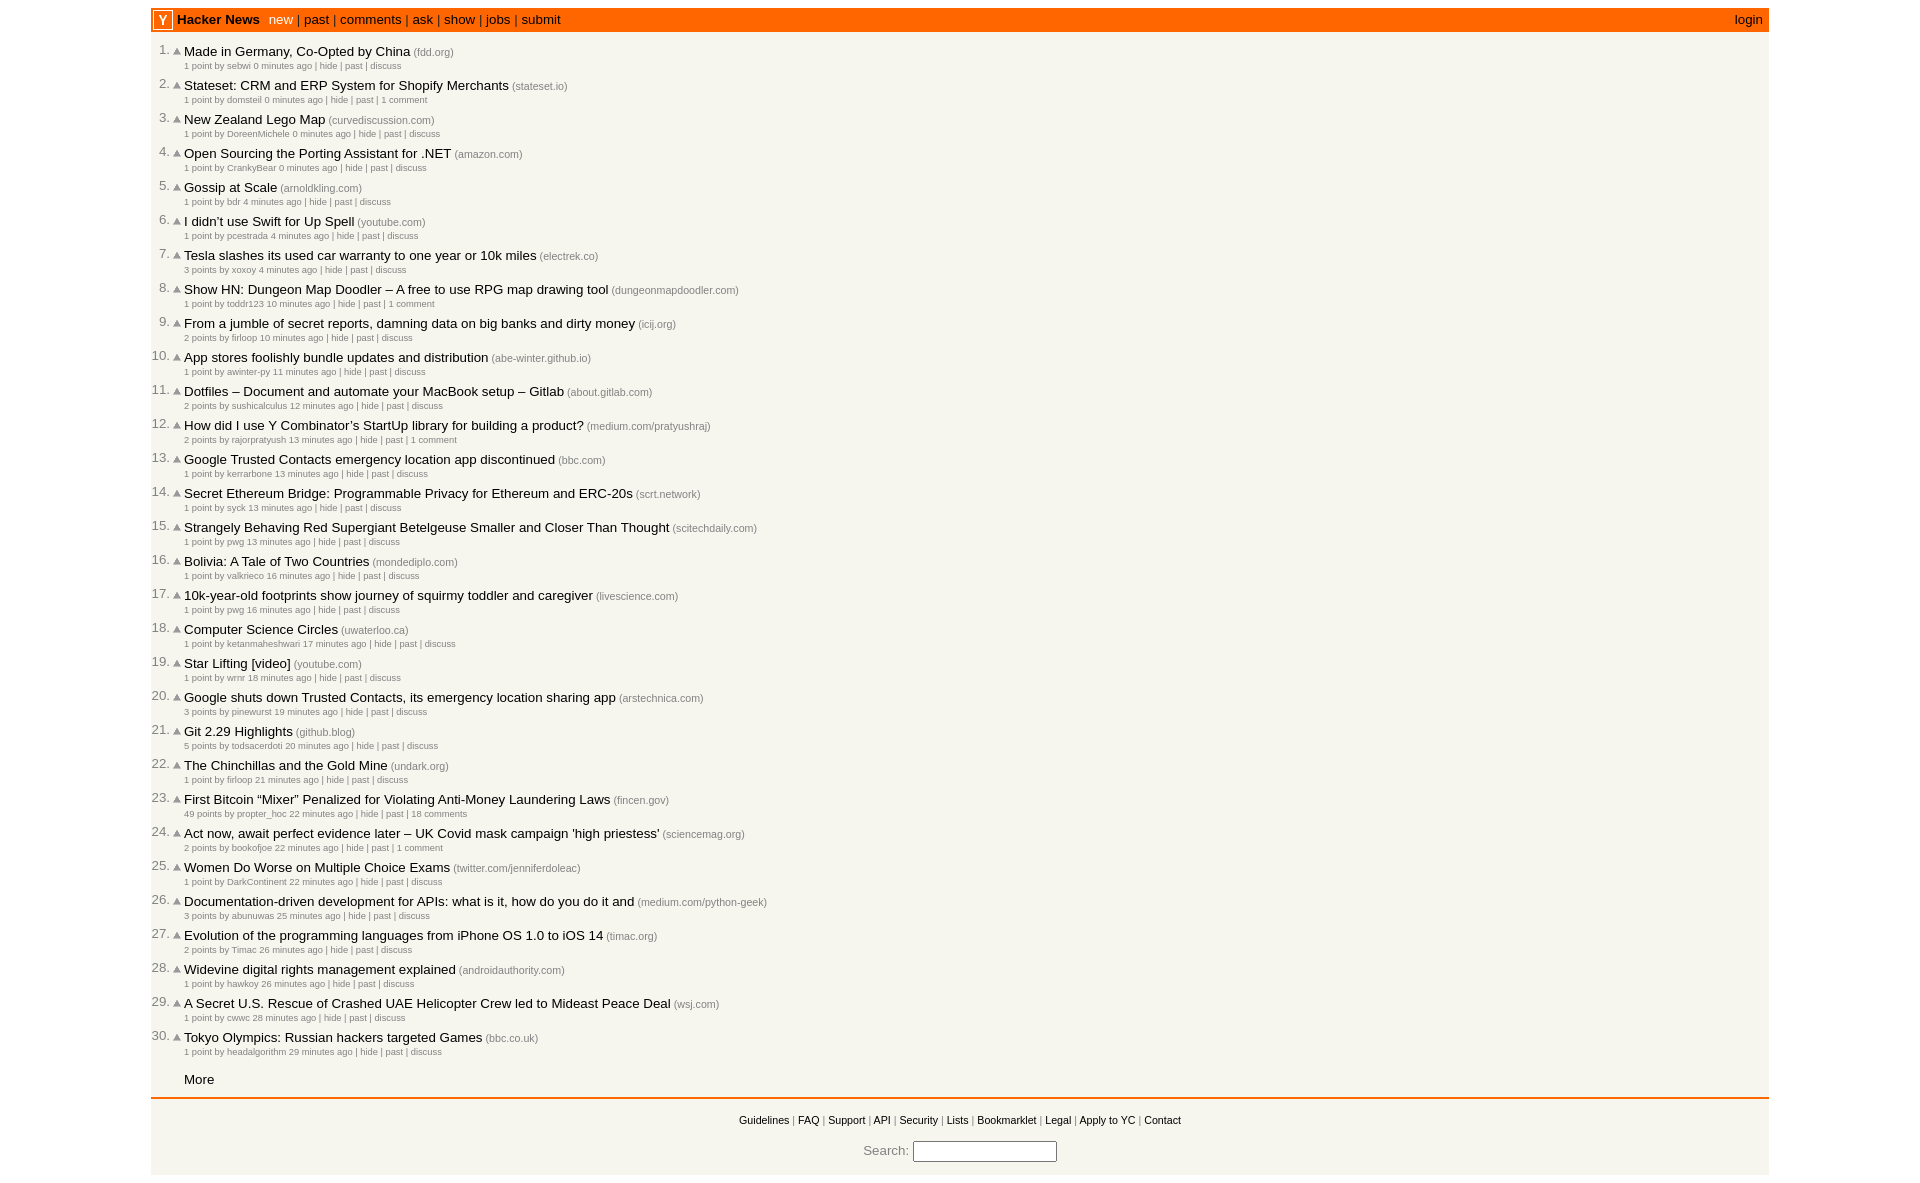 Y Hacker News new | past | comments | ask | show | jobs | submit login
1. Made in Germany, Co-Opted by China (fdd.org)
1 point by sebwi 0 minutes ago | hide | past | discuss
2. Stateset: CRM and ERP System for Shopify Merchants (stateset.io)
1 point by domsteil 0 minutes ago | hide | past | 1 comment
3. New Zealand Lego Map (curvediscussion.com)
1 point by DoreenMichele 0 minutes ago | hide | past | discuss
4. Open Sourcing the Porting Assistant for .NET (amazon.com)
1 point by CrankyBear 0 minutes ago | hide | past | discuss
5. Gossip at Scale (arnoldkling.com)
1 point by bdr 4 minutes ago | hide | past | discuss
6. I didn’t use Swift for Up Spell (youtube.com)
1 point by pcestrada 4 minutes ago | hide | past | discuss
7. Tesla slashes its used car warranty to one year or 10k miles (electrek.co)
3 points by xoxoy 4 minutes ago | hide | past | discuss
8. Show HN: Dungeon Map Doodler – A free to use RPG map drawing tool (dungeonmapdoodler.com)
1 point by toddr123 10 minutes ago | hide | past | 1 comment
9. From a jumble of secret reports, damning data on big banks and dirty money (icij.org)
2 points by firloop 10 minutes ago | hide | past | discuss
10. App stores foolishly bundle updates and distribution (abe-winter.github.io)
1 point by awinter-py 11 minutes ago | hide | past | discuss
11. Dotfiles – Document and automate your MacBook setup – Gitlab (about.gitlab.com)
2 points by sushicalculus 12 minutes ago | hide | past | discuss
12. How did I use Y Combinator’s StartUp library for building a product? (medium.com/pratyushraj)
2 points by rajorpratyush 13 minutes ago | hide | past | 1 comment
13. Google Trusted Contacts emergency location app discontinued (bbc.com)
1 point by kerrarbone 13 minutes ago | hide | past | discuss
14. Secret Ethereum Bridge: Programmable Privacy for Ethereum and ERC-20s (scrt.network)
1 point by syck 13 minutes ago | hide | past | discuss
15. Strangely Behaving Red Supergiant Betelgeuse Smaller and Closer Than Thought (scitechdaily.com)
1 point by pwg 13 minutes ago | hide | past | discuss
16. Bolivia: A Tale of Two Countries (mondediplo.com)
1 point by valkrieco 16 minutes ago | hide | past | discuss
17. 10k-year-old footprints show journey of squirmy toddler and caregiver (livescience.com)
1 point by pwg 16 minutes ago | hide | past | discuss
18. Computer Science Circles (uwaterloo.ca)
1 point by ketanmaheshwari 17 minutes ago | hide | past | discuss
19. Star Lifting [video] (youtube.com)
1 point by wrnr 18 minutes ago | hide | past | discuss
20. Google shuts down Trusted Contacts, its emergency location sharing app (arstechnica.com)
3 points by pinewurst 19 minutes ago | hide | past | discuss
21. Git 2.29 Highlights (github.blog)
5 points by todsacerdoti 20 minutes ago | hide | past | discuss
22. The Chinchillas and the Gold Mine (undark.org)
1 point by firloop 21 minutes ago | hide | past | discuss
23. First Bitcoin “Mixer” Penalized for Violating Anti-Money Laundering Laws (fincen.gov)
49 points by propter_hoc 22 minutes ago | hide | past | 18 comments
24. Act now, await perfect evidence later – UK Covid mask campaign 'high priestess' (sciencemag.org)
2 points by bookofjoe 22 minutes ago | hide | past | 1 comment
25. Women Do Worse on Multiple Choice Exams (twitter.com/jenniferdoleac)
1 point by DarkContinent 22 minutes ago | hide | past | discuss
26. Documentation-driven development for APIs: what is it, how do you do it and (medium.com/python-geek)
3 points by abunuwas 25 minutes ago | hide | past | discuss
27. Evolution of the programming languages from iPhone OS 1.0 to iOS 14 (timac.org)
2 points by Timac 26 minutes ago | hide | past | discuss
28. Widevine digital rights management explained (androidauthority.com)
1 point by hawkoy 26 minutes ago | hide | past | discuss
29. A Secret U.S. Rescue of Crashed UAE Helicopter Crew led to Mideast Peace Deal (wsj.com)
1 point by cwwc 28 minutes ago | hide | past | discuss
30. Tokyo Olympics: Russian hackers targeted Games (bbc.co.uk)
1 point by headalgorithm 29 minutes ago | hide | past | discuss
More
Guidelines | FAQ | Support | API | Security | Lists | Bookmarklet | Legal | Apply to YC | Contact
Search: